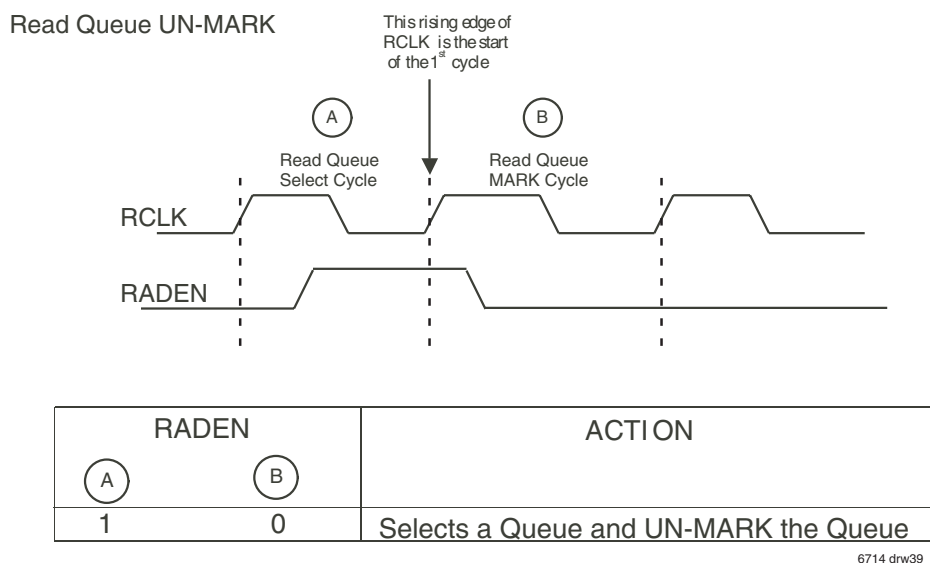 Read Queue UN-MARK
This rising edge of
RCLK is the start
of the 1st cycle
A
B
Read Queue
Select Cycle
Read Queue
MARK Cycle
RCLK
RADEN
RADEN
ACTION
A
B
1
0
Selects a Queue and UN-MARK the Queue
6714 drw39